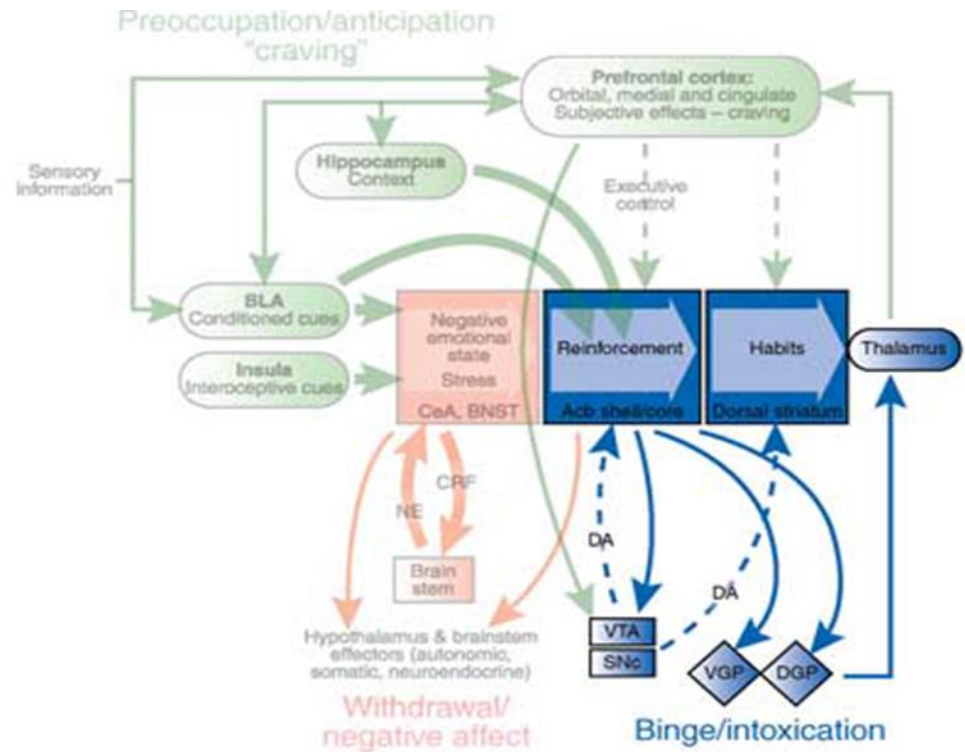 Preoccupation/anticipation
"craving"
Prefrontal cortex:
Orbital, medial and cingulate
Subjective effects – craving
Hippocampus
Context
Sensory
information
Executive
control
BLA
Conditioned cues
Insula
Interoceptive cues
Negative
emotional
state
Stress
CeA, BNST
Reinforcement
Acb shell/core
Habits
Dorsal striatum
Thalamus
NE
CRF
Brain
stem
DA
DA
VTA
SNc
VGP
DGP
Hypothalamus & brainstem
effectors (autonomic,
somatic, neuroendocrine)
Withdrawal/
negative affect
Binge/intoxication